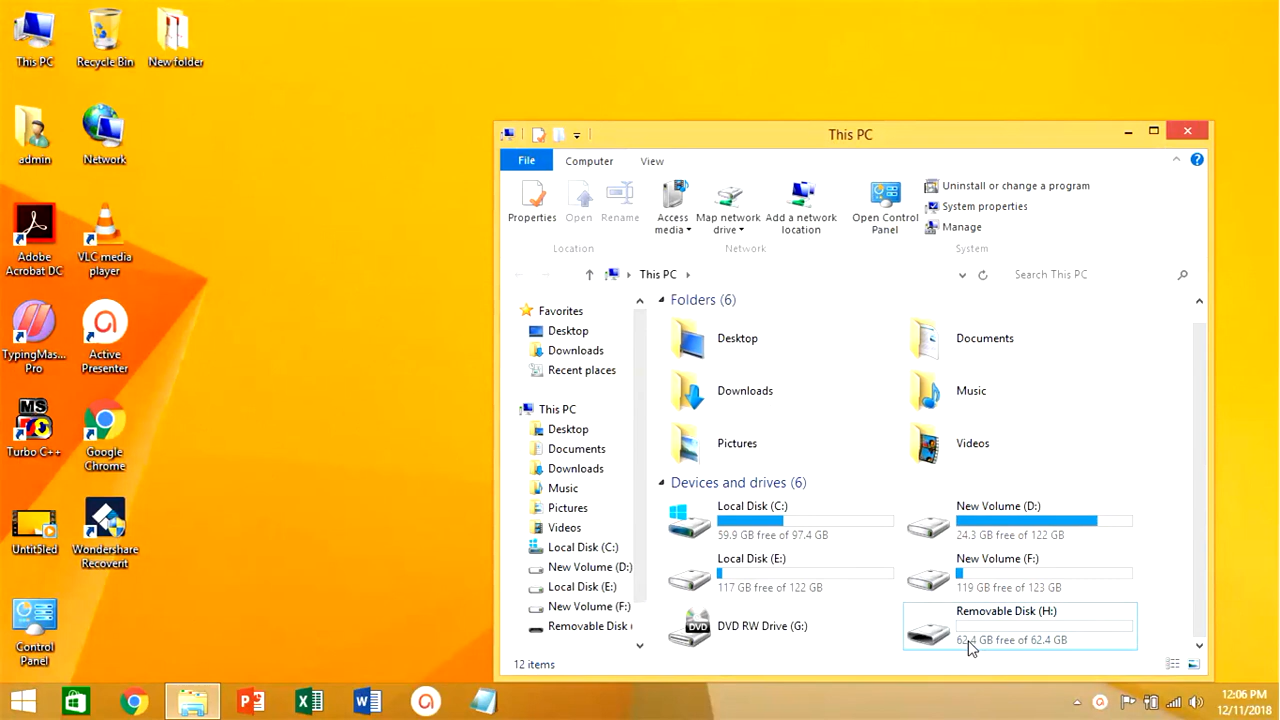 This PC
Recycle Bin
New folder
admin
Network
Adobe
Acrobat DC
VLC media
player
TypingMas...
Pro
Active
Presenter
MS
Turbo C++
Google
Chrome
Unti5led
Wondershare
Recoverit
Control
Panel
This PC
File
Computer
View
Properties
Open
Rename
Access
media
Map network
drive
Add a network
location
Open Control
Panel
Uninstall or change a program
System properties
Manage
Location
Network
System
This PC
Search This PC
Favorites
Desktop
Downloads
Recent places
This PC
Desktop
Documents
Downloads
Music
Pictures
Videos
Local Disk (C:)
New Volume (D:)
Local Disk (E:)
New Volume (F:)
Removable Disk (
Folders (6)
Desktop
Documents
Downloads
Music
Pictures
Videos
Devices and drives (6)
Local Disk (C:)
59.9 GB free of 97.4 GB
New Volume (D:)
24.3 GB free of 122 GB
Local Disk (E:)
117 GB free of 122 GB
New Volume (F:)
119 GB free of 123 GB
DVD
DVD RW Drive (G:)
Removable Disk (H:)
62.4 GB free of 62.4 GB
12 items
12:06 PM
12/11/2018